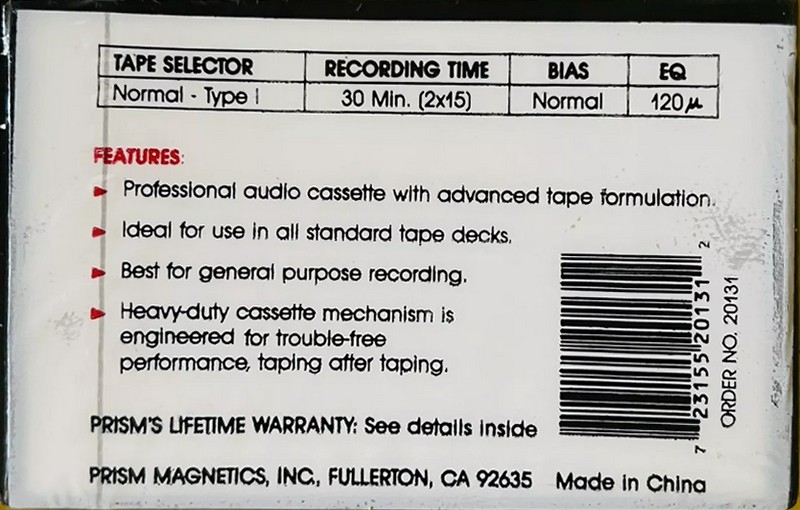 TAPE SELECTOR RECORDING TIME BIAS EQ
Normal - Type I 30 Min. (2x15) Normal 120µ
FEATURES:
Professional audio cassette with advanced tape formulation.
Ideal for use in all standard tape decks.
Best for general purpose recording.
Heavy-duty cassette mechanism is
engineered for trouble-free
performance, taping after taping.
7 23155 20131 2
ORDER NO. 20131
PRISM'S LIFETIME WARRANTY: See details inside
PRISM MAGNETICS, INC., FULLERTON, CA 92635 Made in China